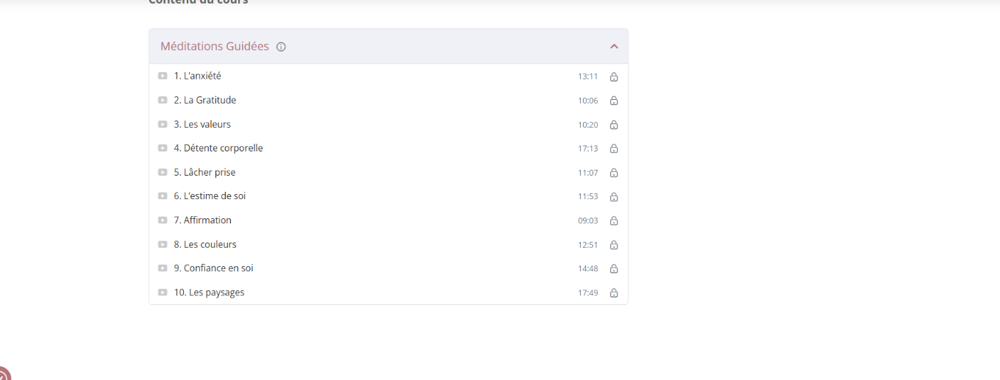 Contenu du cours
Méditations Guidées
1. L'anxiété 13:11
2. La Gratitude 10:06
3. Les valeurs 10:20
4. Détente corporelle 17:13
5. Lâcher prise 11:07
6. L'estime de soi 11:53
7. Affirmation 09:03
8. Les couleurs 12:51
9. Confiance en soi 14:48
10. Les paysages 17:49